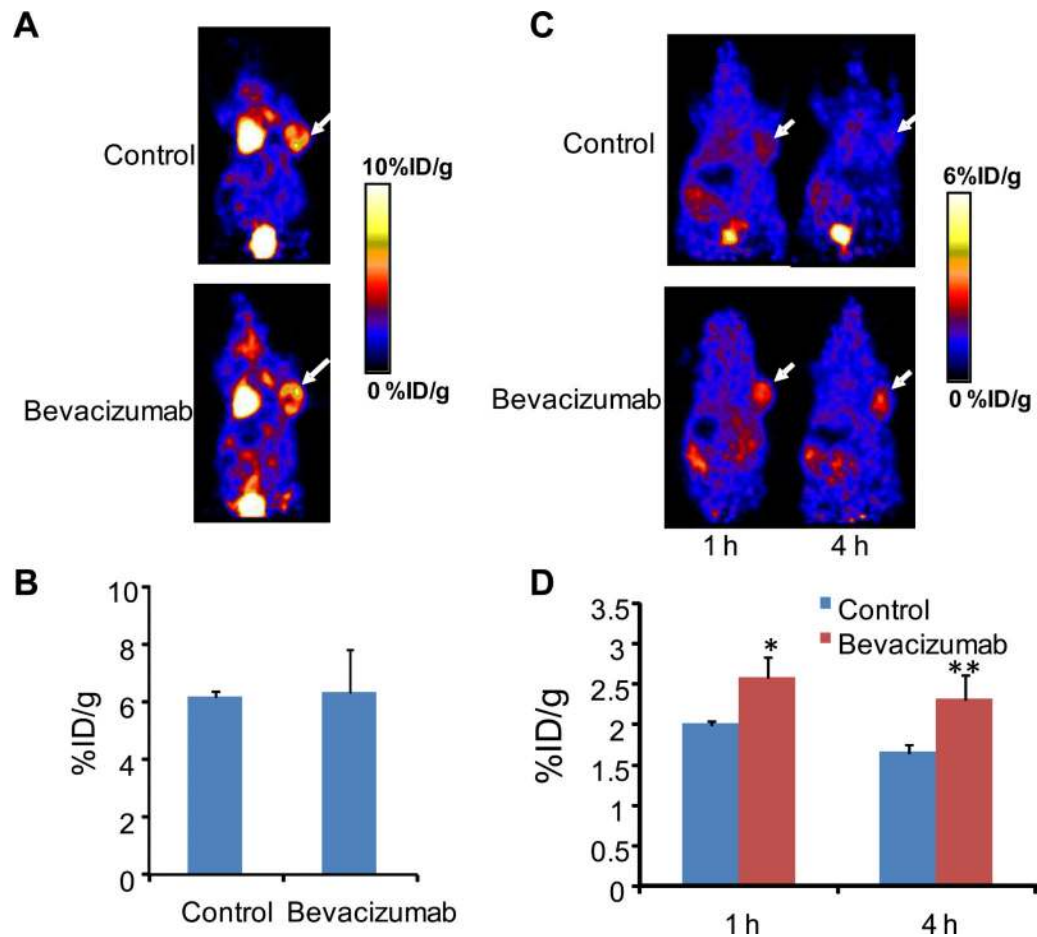 A
Control
10%ID/g
0 %ID/g
Bevacizumab
C
Control
6%ID/g
0 %ID/g
Bevacizumab
1 h 4 h
B
10
8
6
4
2
0
%ID/g
Control Bevacizumab
D
3.5
3
2.5
2
1.5
1
0.5
0
%ID/g
Control
Bevacizumab
*
**
1 h 4 h